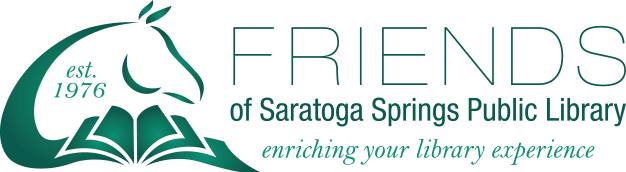 est.
1976
FRIENDS
of Saratoga Springs Public Library
enriching your library experience